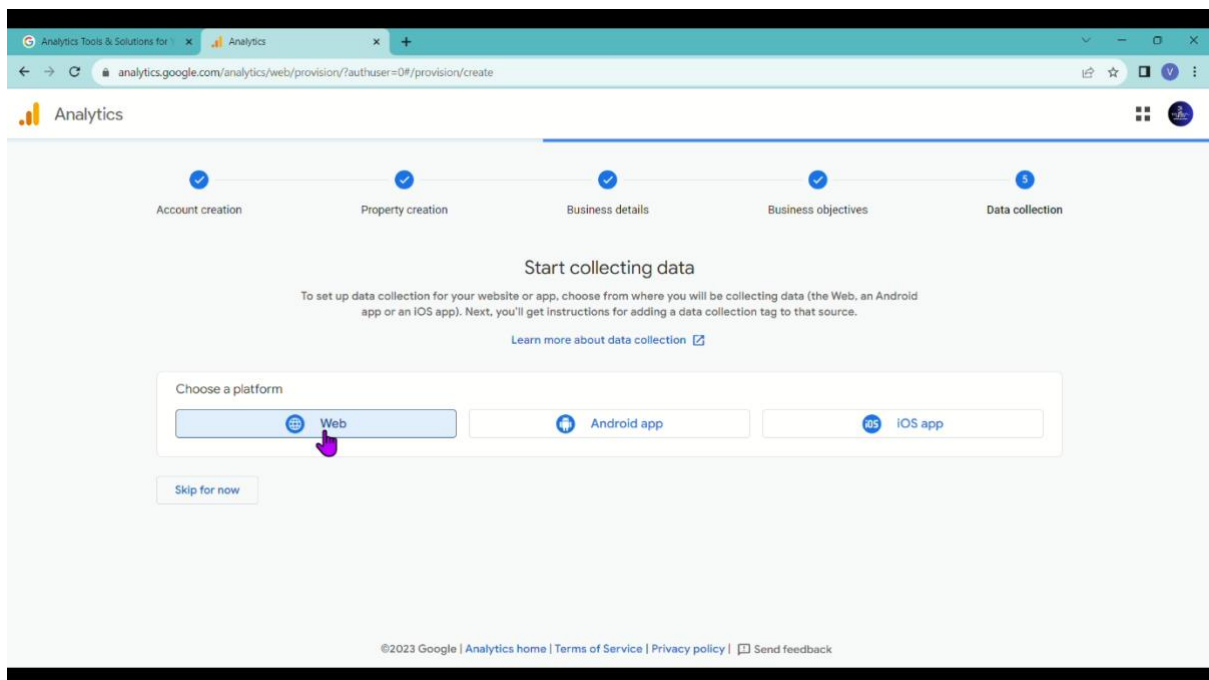 Analytics Tools & Solutions for
Analytics
analytics.google.com/analytics/web/provision/?authuser=0#/provision/create
V
Analytics
5
Account creation
Property creation
Business details
Business objectives
Data collection
Start collecting data
To set up data collection for your website or app, choose from where you will be collecting data (the Web, an Android
app or an iOS app). Next, you'll get instructions for adding a data collection tag to that source.
Learn more about data collection
Choose a platform
Web
Android app
iOS iOS app
Skip for now
©2023 Google | Analytics home | Terms of Service | Privacy policy | Send feedback